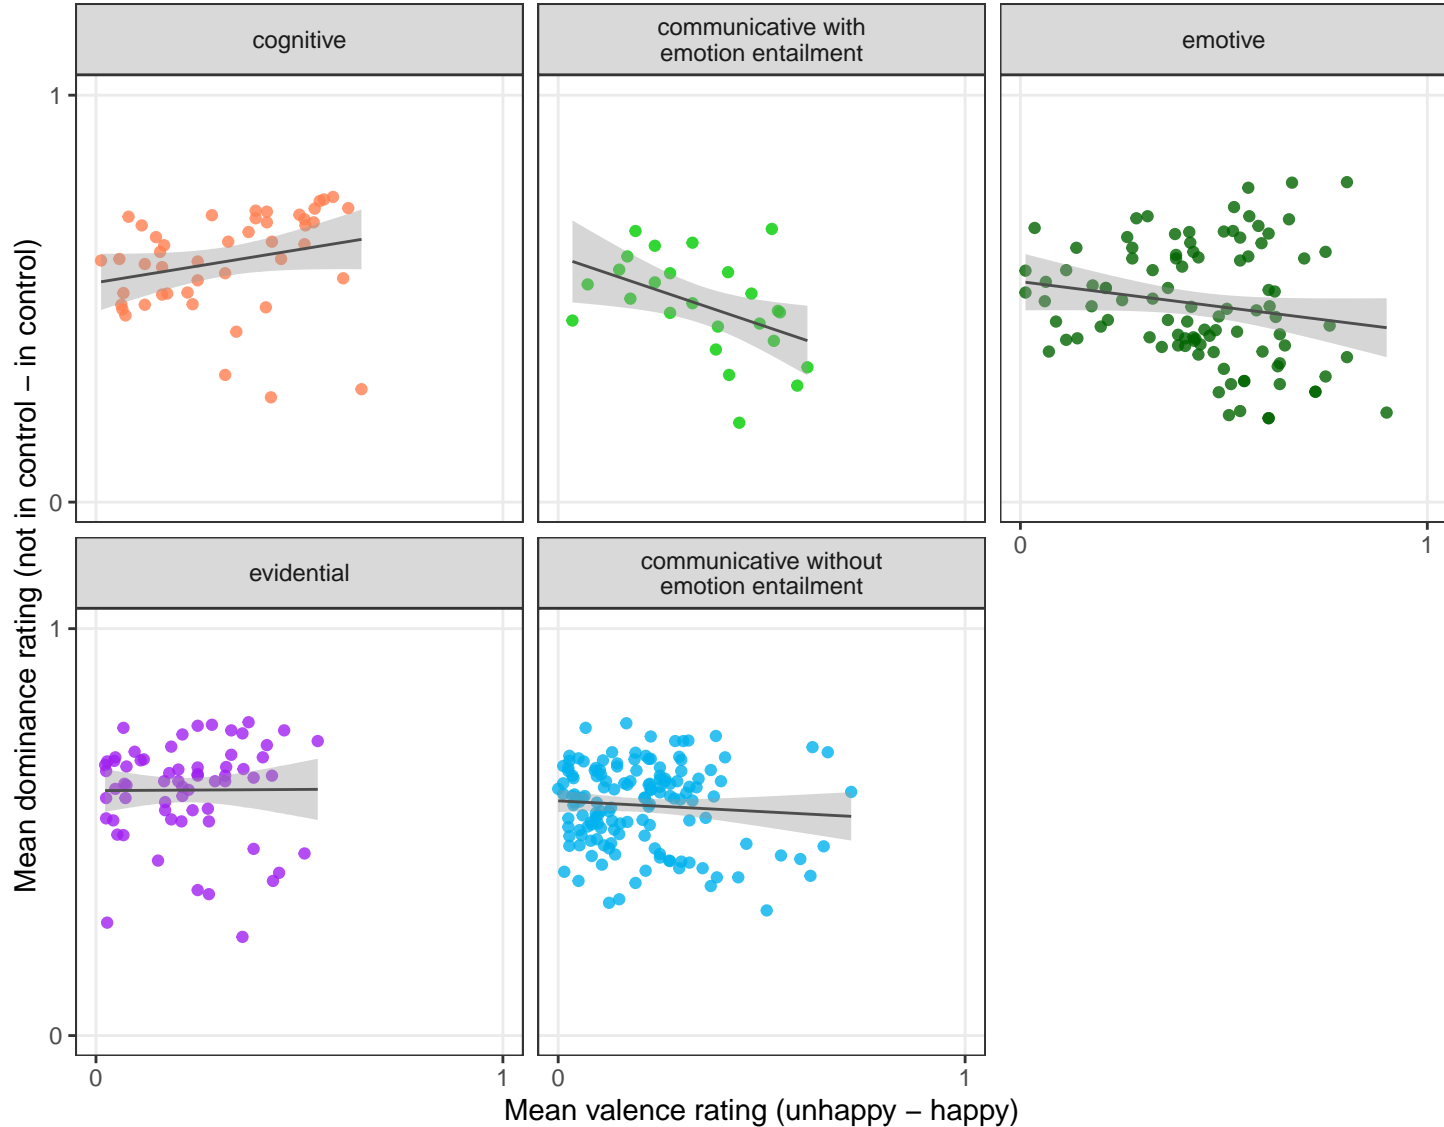 cognitive
communicative with
emotion entailment
emotive
1
0
0
1
evidential
communicative without
emotion entailment
1
0
0
1
0
1
Mean valence rating (unhappy − happy)
Mean dominance rating (not in control − in control)